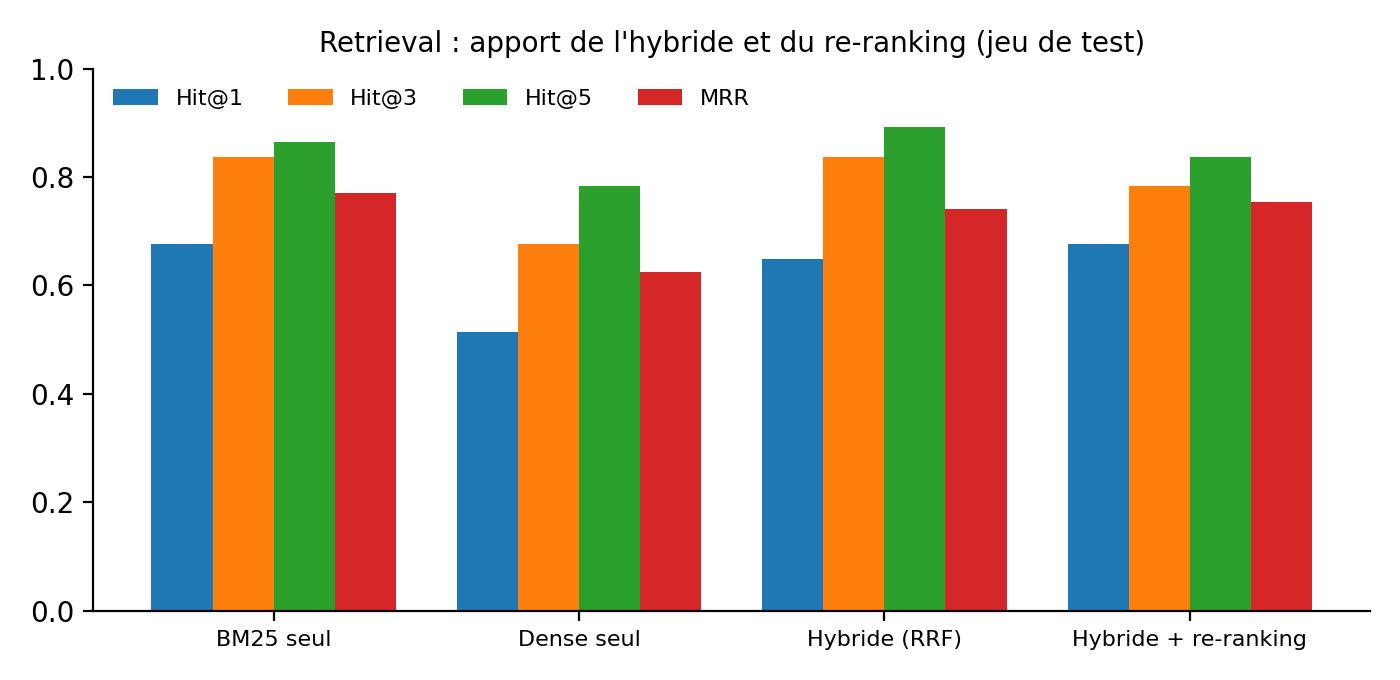 Retrieval : apport de l'hybride et du re-ranking (jeu de test)
1.0
Hit@1 Hit@3 Hit@5 MRR
0.8
0.6
0.4
0.2
0.0
BM25 seul Dense seul Hybride (RRF) Hybride + re-ranking